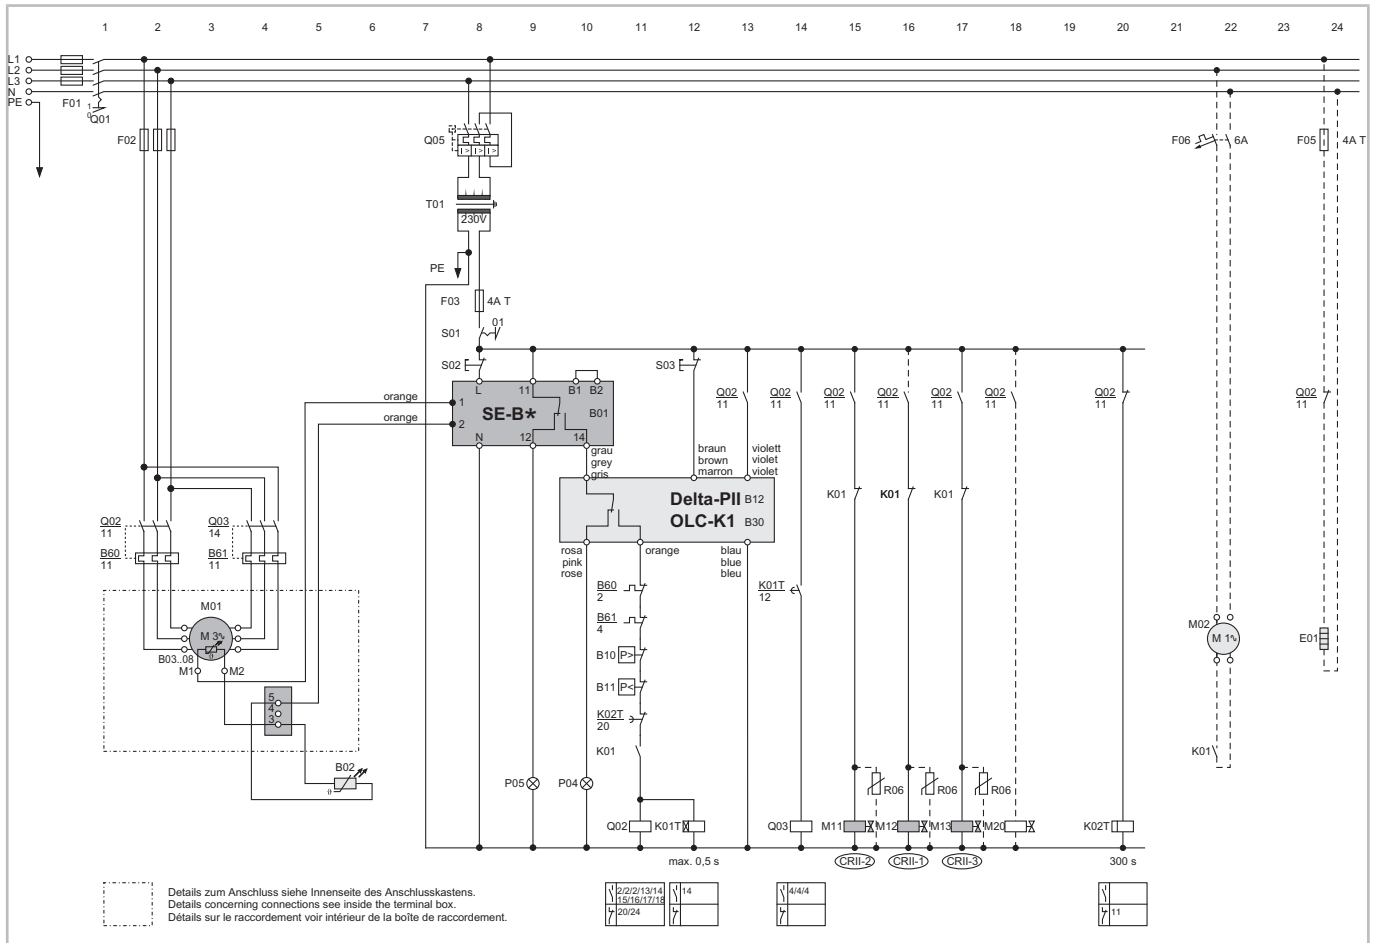 1 2 3 4 5 6 7 8 9 10 11 12 13 14 15 16 17 18 19 20 21 22 23 24
L1
L2
L3
N
PE
F01
1
0
Q01
F02
Q05
I> I> I>
F06
6A
F05
4A T
T01
230V
PE
F03
4A T
S01
01
S02
S03
L
11
B1
B2
orange
1
SE-B*
B01
orange
2
N
12
14
Q02
11
Q02
11
Q02
11
Q02
11
Q02
11
Q02
11
Q02
11
Q02
11
grau
grey
gris
braun
brown
marron
violett
violet
violet
Delta-PII
B12
OLC-K1
B30
K01
K01
K01
rosa
pink
rose
orange
blau
blue
bleu
Q02
11
Q03
14
B60
11
B61
11
B60
2
K01T
12
B61
4
M01
M 3~
B03..08
M1
M2
B10
P>
B11
P<
M02
M 1~
E01
5
4
3
K02T
20
K01
K01
B02
P05
P04
R06
R06
R06
Q02
K01T
Q03
M11
M12
M13
M20
K02T
max. 0,5 s
CRII-2
CRII-1
CRII-3
300 s
Details zum Anschluss siehe Innenseite des Anschlusskastens.
Details concerning connections see inside the terminal box.
Détails sur le raccordement voir intérieur de la boîte de raccordement.
2/2/2/13/14
15/16/17/18
20/24
14
4/4/4
11